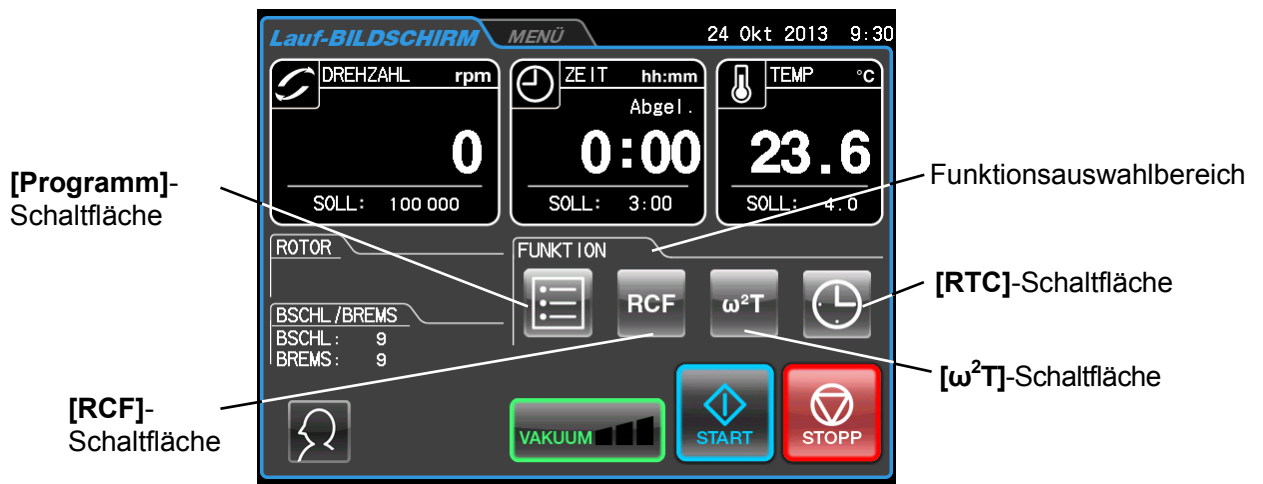 Lauf-BILDSCHIRM MENÜ 24 Okt 2013 9:30
DREHZAHL rpm
0
SOLL: 100 000
ZEIT hh:mm
Abgel.
0:00
SOLL: 3:00
TEMP °C
23.6
SOLL: 4.0
[Programm]-
Schaltfläche
Funktionsauswahlbereich
ROTOR
FUNKTION
RCF
ω²T
[RTC]-Schaltfläche
BSCHL/BREMS
BSCHL: 9
BREMS: 9
[ω²T]-Schaltfläche
[RCF]-
Schaltfläche
VAKUUM
START
STOPP